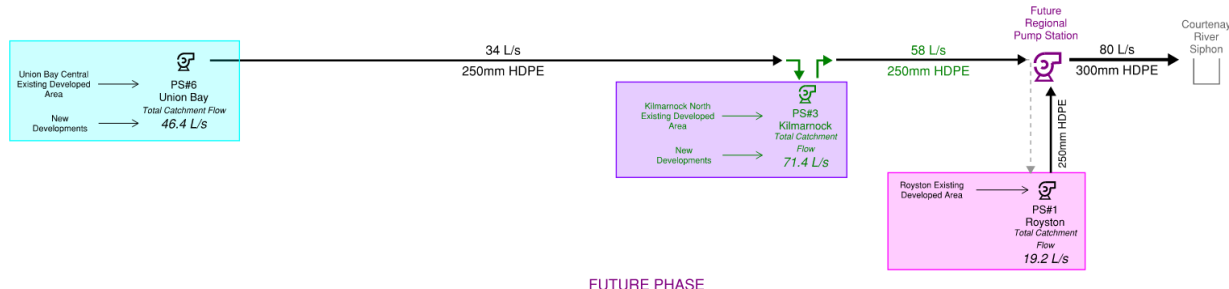 Future
Regional
Pump Station
Courtenay
River
Siphon
34 L/s
250mm HDPE
58 L/s
250mm HDPE
80 L/s
300mm HDPE
Union Bay Central
Existing Developed
Area
New
Developments
PS#6
Union Bay
Total Catchment Flow
46.4 L/s
Kilmarnock North
Existing Developed
Area
New
Developments
PS#3
Kilmarnock
Total Catchment
Flow
71.4 L/s
250mm HDPE
Royston Existing
Developed Area
PS#1
Royston
Total Catchment
Flow
19.2 L/s
FUTURE PHASE